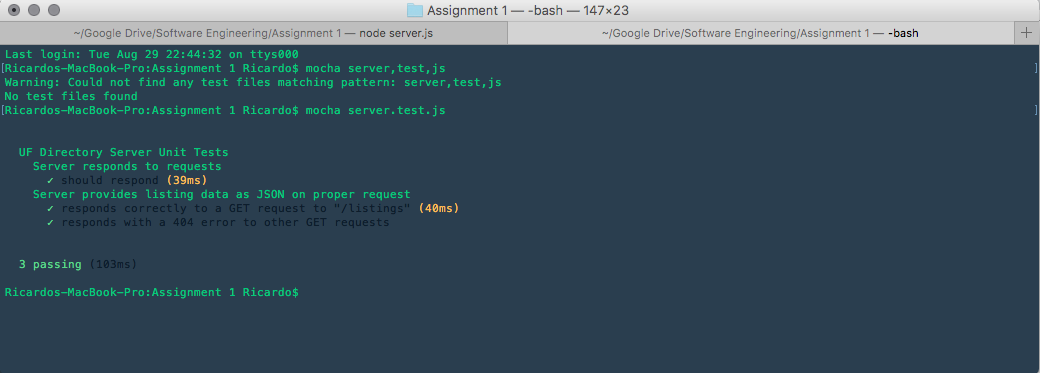 Assignment 1 — -bash — 147×23
~/Google Drive/Software Engineering/Assignment 1 — node server.js
~/Google Drive/Software Engineering/Assignment 1 — -bash
+
Last login: Tue Aug 29 22:44:32 on ttys000
[Ricardos-MacBook-Pro:Assignment 1 Ricardo$ mocha server,test,js ]
Warning: Could not find any test files matching pattern: server,test,js
No test files found
[Ricardos-MacBook-Pro:Assignment 1 Ricardo$ mocha server.test.js ]
UF Directory Server Unit Tests
Server responds to requests
✓ should respond (39ms)
Server provides listing data as JSON on proper request
✓ responds correctly to a GET request to "/listings" (40ms)
✓ responds with a 404 error to other GET requests
3 passing (103ms)
Ricardos-MacBook-Pro:Assignment 1 Ricardo$